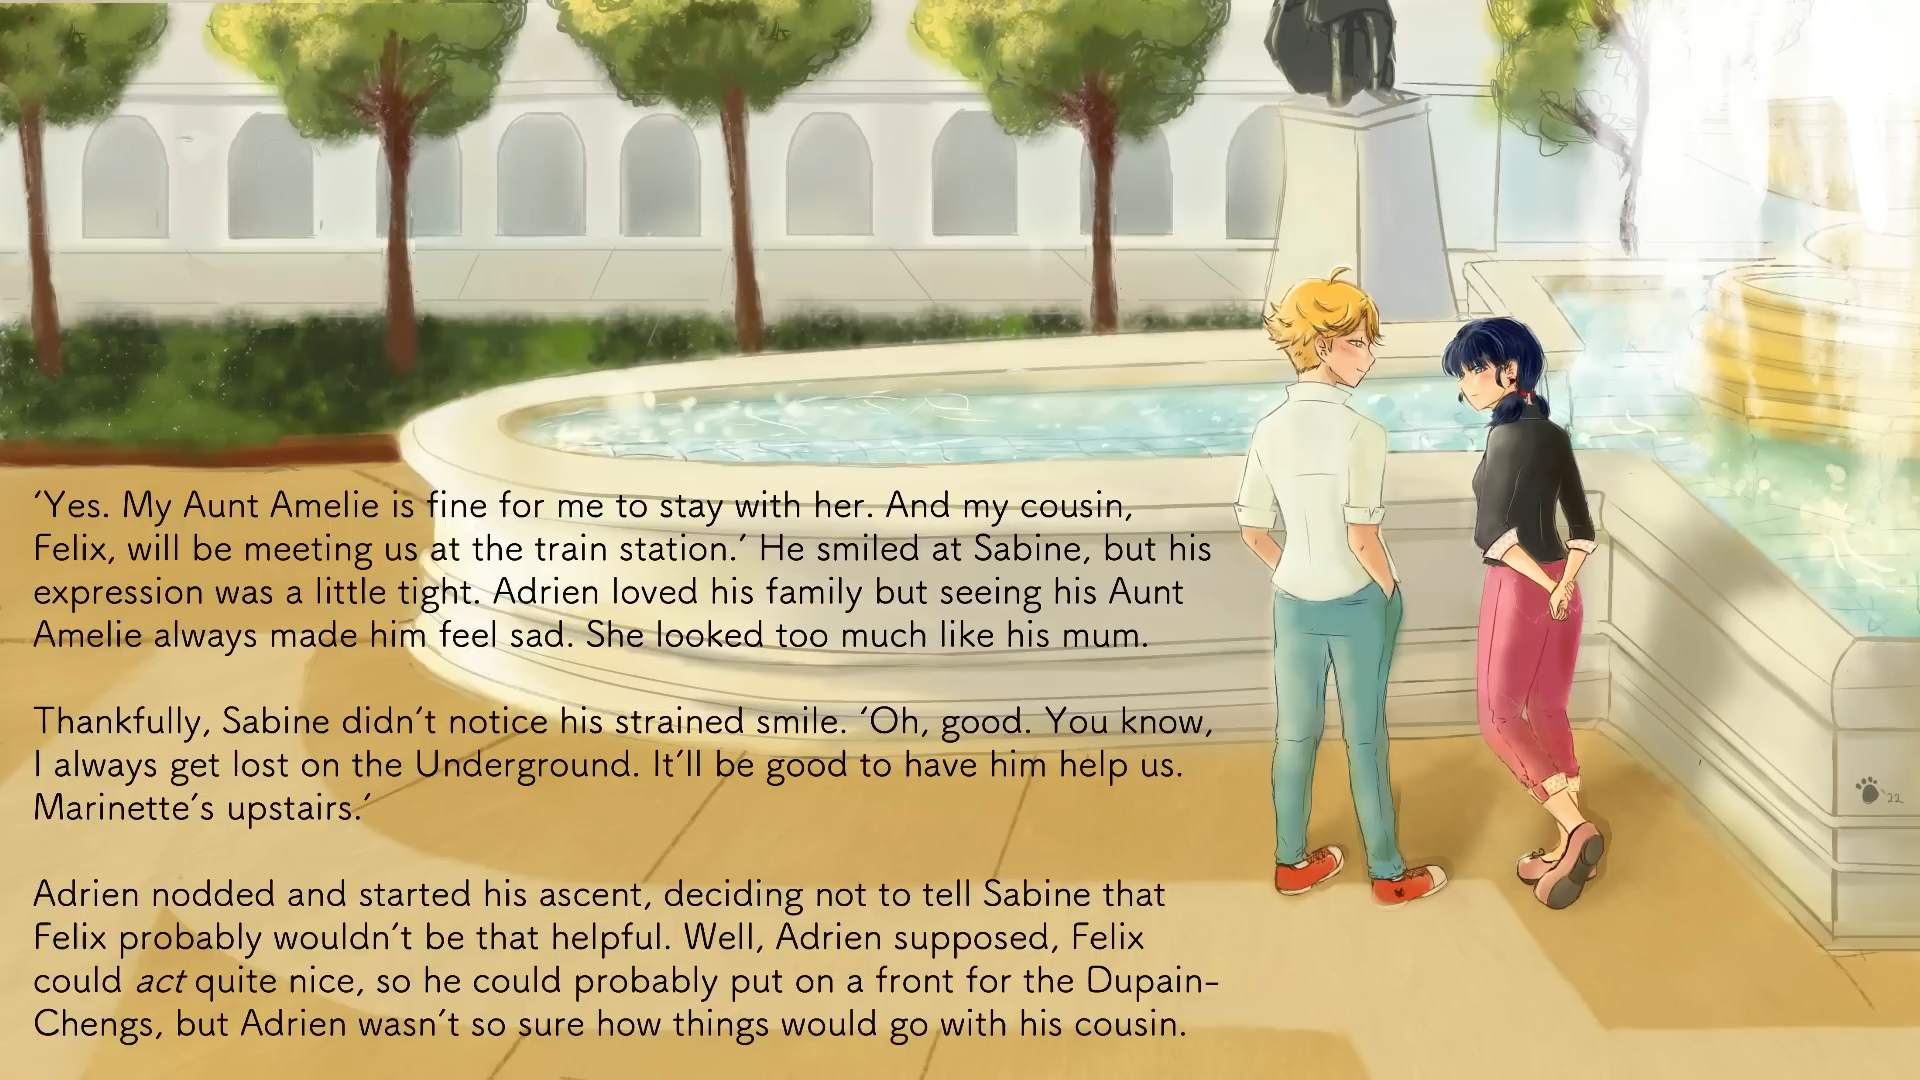 ‘Yes. My Aunt Amelie is fine for me to stay with her. And my cousin,
Felix, will be meeting us at the train station.’ He smiled at Sabine, but his
expression was a little tight. Adrien loved his family but seeing his Aunt
Amelie always made him feel sad. She looked too much like his mum.
Thankfully, Sabine didn’t notice his strained smile. ‘Oh, good. You know,
I always get lost on the Underground. It’ll be good to have him help us.
Marinette’s upstairs.’
Adrien nodded and started his ascent, deciding not to tell Sabine that
Felix probably wouldn’t be that helpful. Well, Adrien supposed, Felix
could act quite nice, so he could probably put on a front for the Dupain-
Chengs, but Adrien wasn’t so sure how things would go with his cousin.
‘22